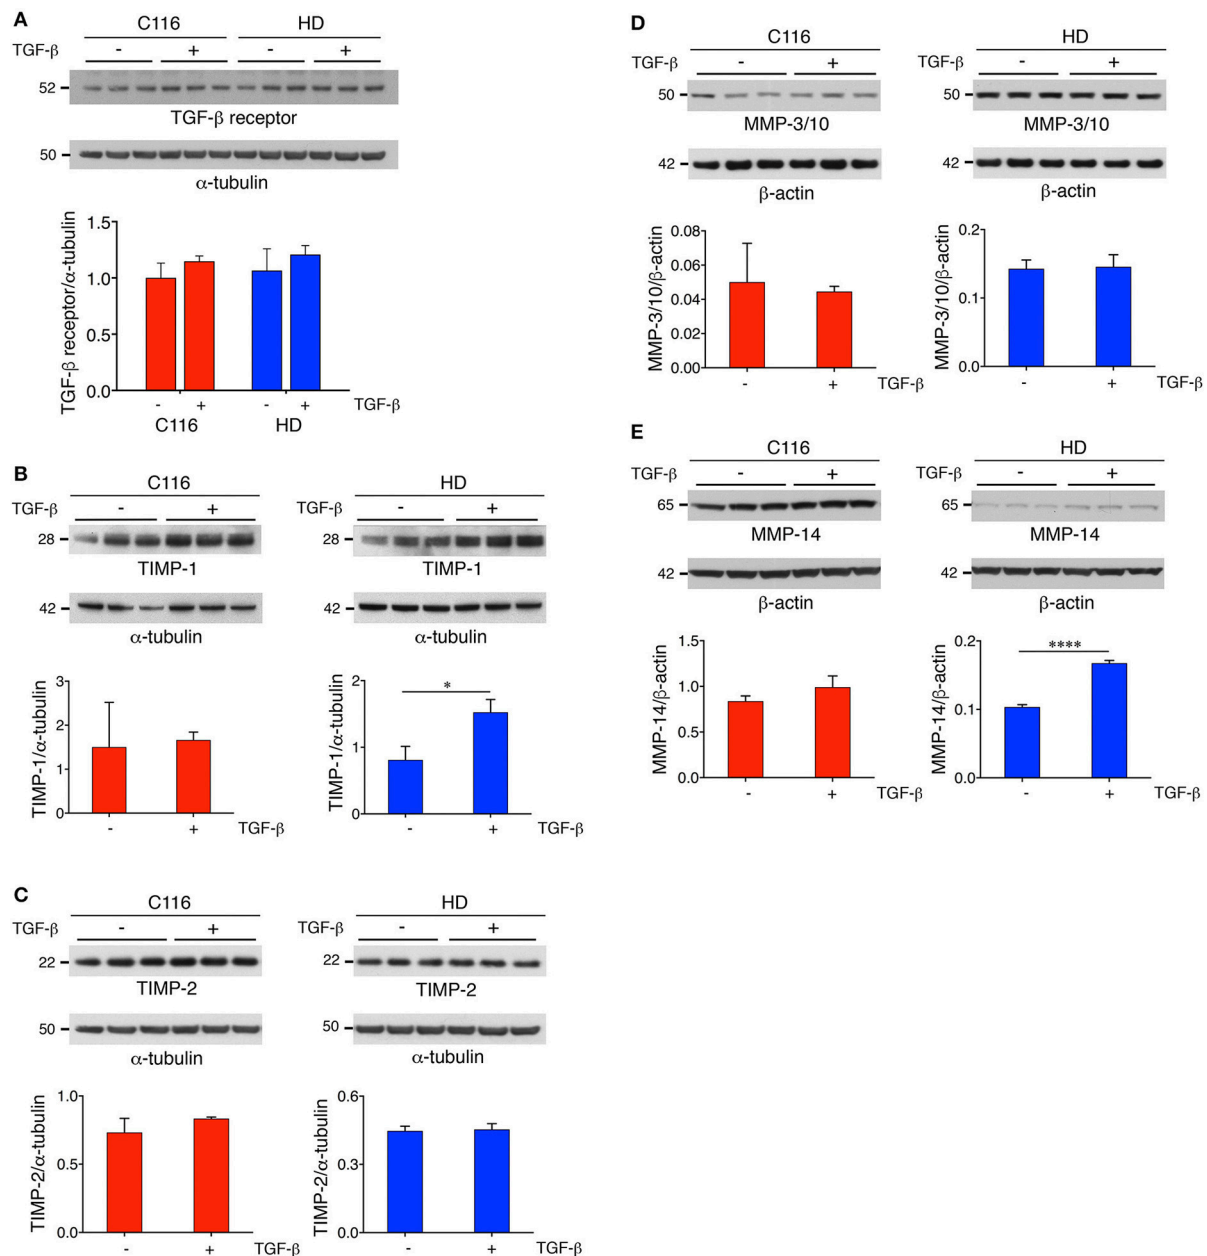 A
C116 HD
TGF-β - + - +
52
TGF-β receptor
50
α-tubulin
TGF-β receptor/α-tubulin
1.5
1.0
0.5
0.0
- + - + TGF-β
C116 HD
B
C116 HD
TGF-β - + TGF-β - +
28 28
TIMP-1 TIMP-1
42 42
α-tubulin α-tubulin
TIMP-1/α-tubulin
3
2
1
0
- + TGF-β
TIMP-1/α-tubulin
2
1
0
*
- + TGF-β
C
C116 HD
TGF-β - + TGF-β - +
22 22
TIMP-2 TIMP-2
50 50
α-tubulin α-tubulin
TIMP-2/α-tubulin
1.0
0.5
0.0
- + TGF-β
TIMP-2/α-tubulin
0.6
0.3
0.0
- + TGF-β
D
C116 HD
TGF-β - + TGF-β - +
50 50
MMP-3/10 MMP-3/10
42 42
β-actin β-actin
MMP-3/10/β-actin
0.08
0.06
0.04
0.02
0.00
- + TGF-β
MMP-3/10/β-actin
0.2
0.1
0.0
- + TGF-β
E
C116 HD
TGF-β - + TGF-β - +
65 65
MMP-14 MMP-14
42 42
β-actin β-actin
MMP-14/β-actin
1.5
1.0
0.5
0.0
- + TGF-β
MMP-14/β-actin
0.2
0.1
0.0
****
- + TGF-β